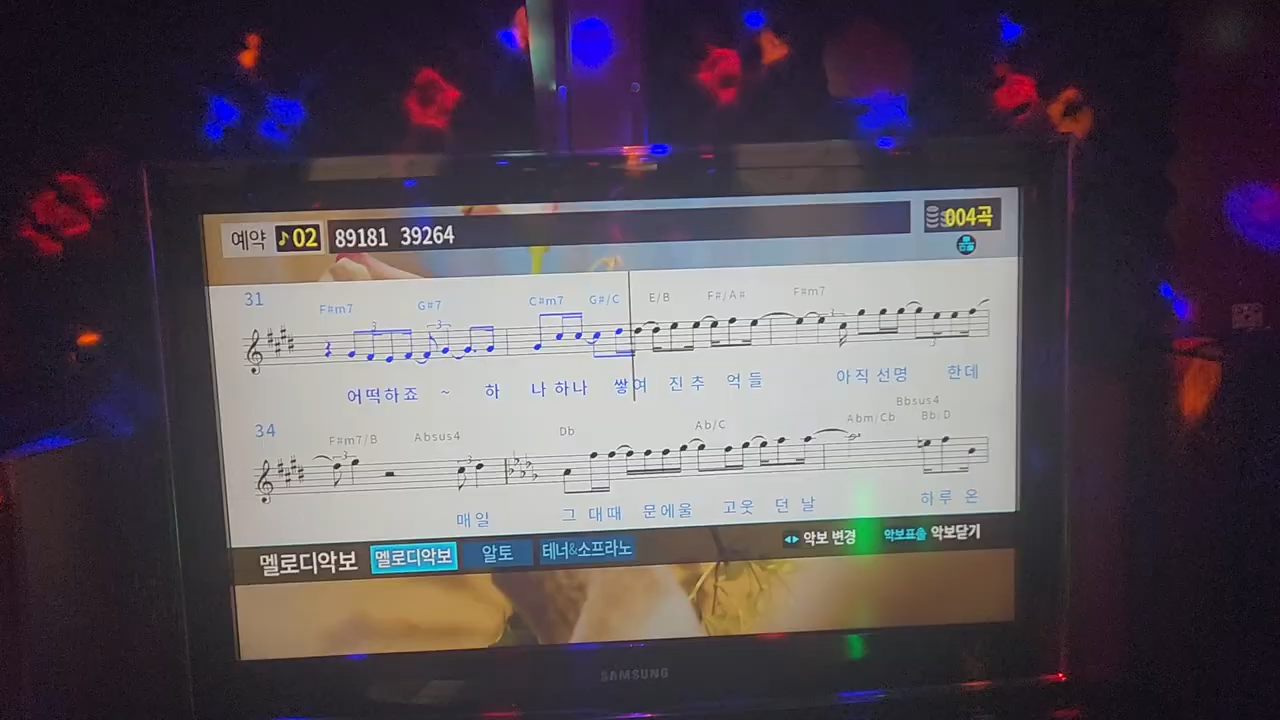 예약 ♪02 89181 39264 004곡
31
F#m7 G#7 C#m7 G#/C E/B F#/A# F#m7
어떡하죠 ~ 하 나하나 쌓여 진추 억들 아직선명 한데
34 F#m7/B Absus4 Db Ab/C Abm/Cb Bbsus4 Bb/D
매일 그 대때 문에울 고웃 던 날 하루 온
멜로디악보 멜로디악보 알토 테너&소프라노 악보 변경 악보표출 악보닫기
SAMSUNG